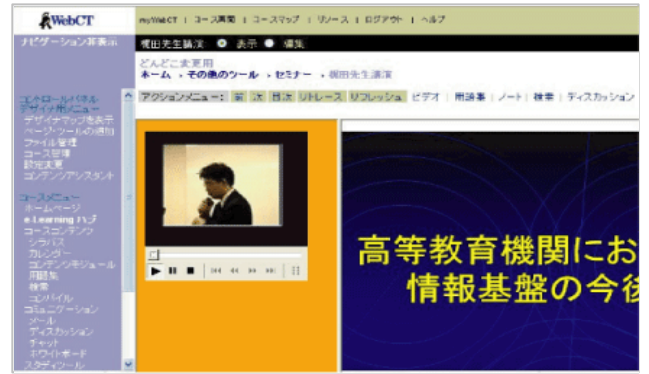 WebCT
myWebCT | コース再開 | コースマップ | リソース | ログアウト | ヘルプ
ナビゲーション非表示
梶田先生講演 表示 編集
どんどこ変更用
ホーム › その他のツール › セミナー › 梶田先生講演
アクションメニュー: 前 次 目次 リトレース リフレッシュ ビデオ | 用語集 | ノート | 検索 | ディスカッション
コントロールパネル
デザイナ用メニュー
デザイナマップを表示
ページ・ツールの追加
ファイル管理
コース管理
設定変更
コンテンツアシスタント
コースメニュー
ホームページ
e-Learning ハブ
コースコンテンツ
シラバス
カレンダー
コンテンツモジュール
用語集
検索
コンパイル
コミュニケーション
メール
ディスカッション
チャット
ホワイトボード
スタディツール
高等教育機関にお
情報基盤の今後